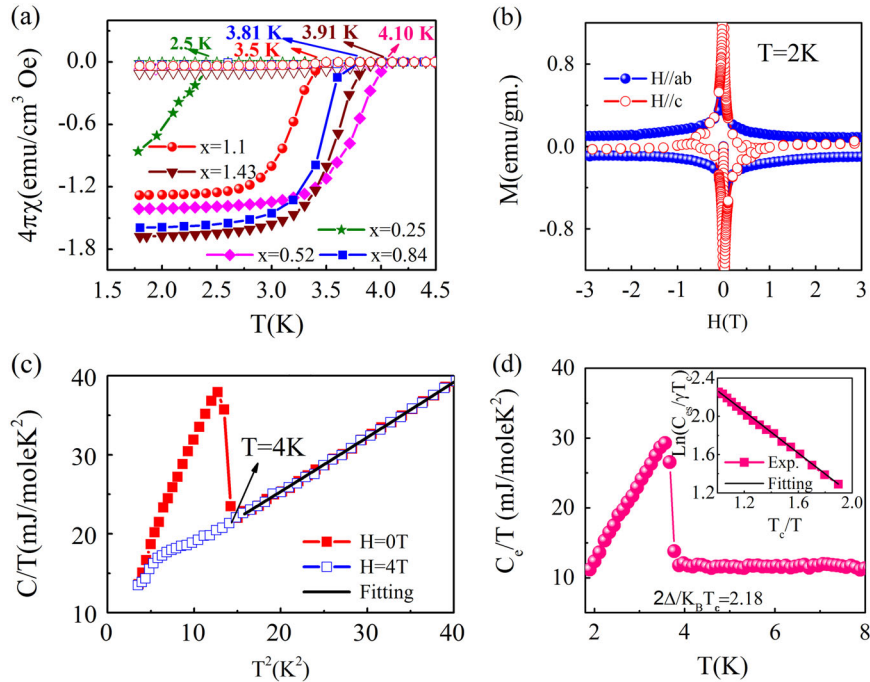 (a)
3.81 K
3.91 K
4.10 K
2.5 K
3.5 K
0.0
-0.6
-1.2
-1.8
4πχ(emu/cm³ Oe)
x=1.1
x=1.43
x=0.25
x=0.52
x=0.84
1.5 2.0 2.5 3.0 3.5 4.0 4.5
T(K)
(b)
T=2K
H//ab
H//c
0.8
0.0
-0.8
M(emu/gm.)
-3 -2 -1 0 1 2 3
H(T)
(c)
40
30
20
10
C/T(mJ/moleK²)
T=4K
H=0T
H=4T
Fitting
0 10 20 30 40
T²(K²)
(d)
40
30
20
10
0
Cₑ/T (mJ/moleK²)
2Δ/K_BT_c=2.18
2 4 6 8
T(K)
2.4
2.0
1.6
1.2
Ln(C_es/γT_c)
Exp.
Fitting
1.2 1.6 2.0
T_c/T